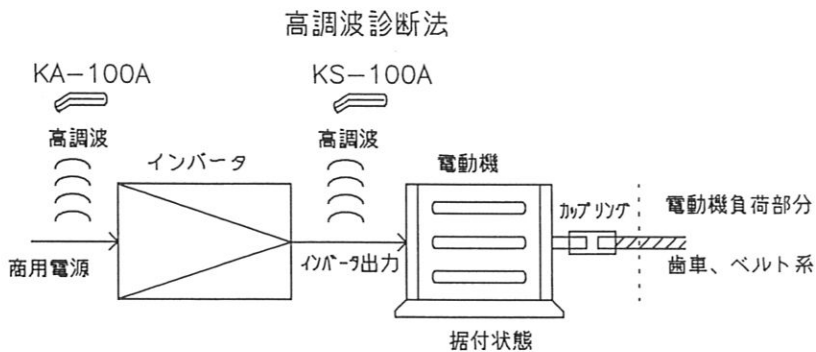 高調波診断法
KA-100A
KS-100A
高調波
高調波
インバータ
電動機
カップリング
電動機負荷部分
商用電源
インバータ出力
歯車、ベルト系
据付状態